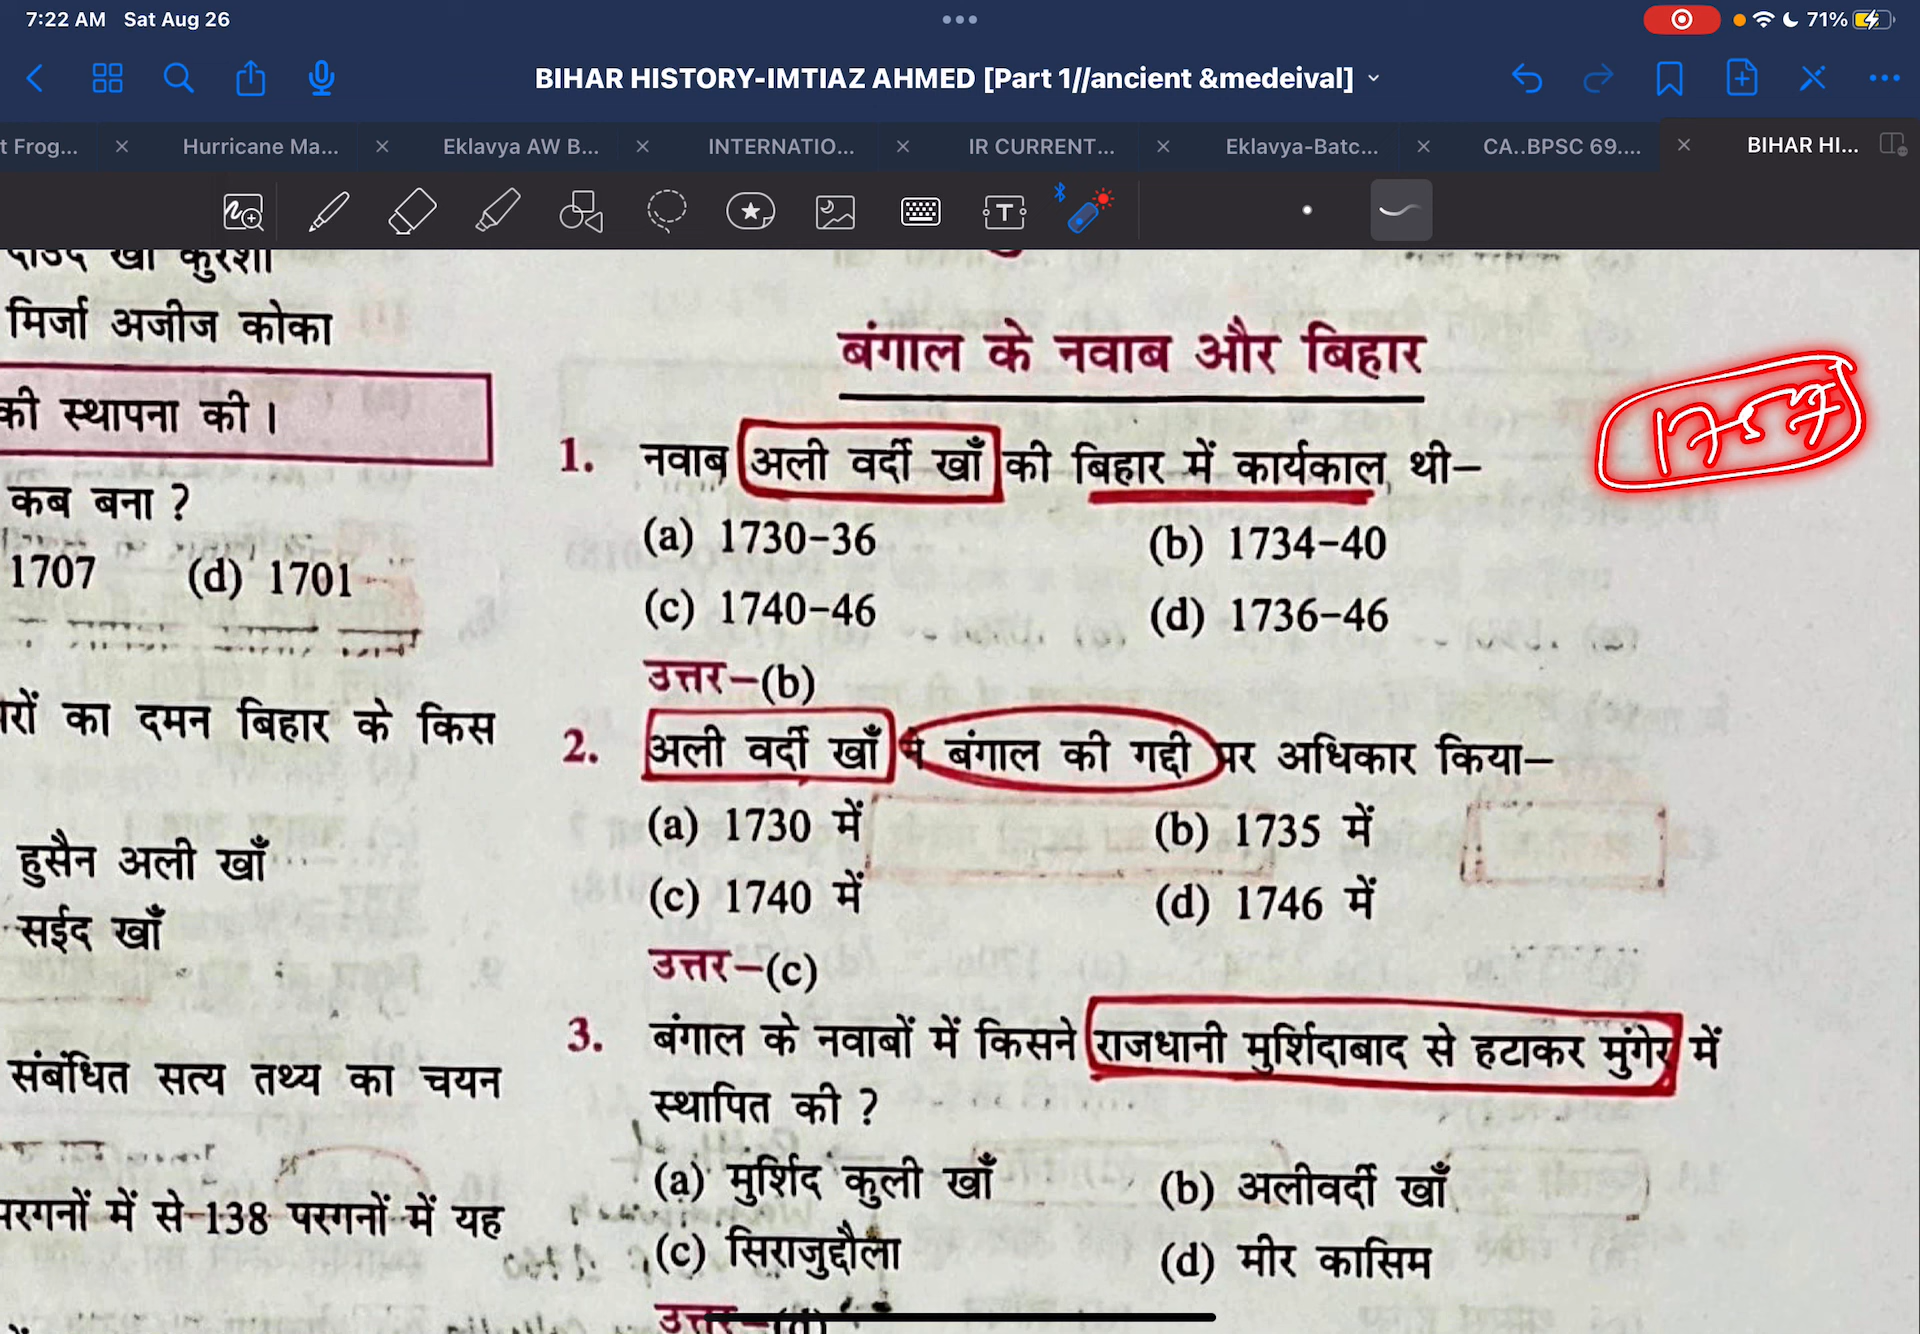 7:22 AM Sat Aug 26
71%
BIHAR HISTORY-IMTIAZ AHMED [Part 1//ancient &medeival]
t Frog...
Hurricane Ma...
Eklavya AW B...
INTERNATIO...
IR CURRENT...
Eklavya-Batc...
CA..BPSC 69....
BIHAR HI...
दाउद खाँ कुरैशी
मिर्जा अजीज कोका
की स्थापना की।
कब बना ?
1707 (d) 1701
का दमन बिहार के किस
हुसैन अली खाँ
सईद खाँ
संबंधित सत्य तथ्य का चयन
परगनों में से 138 परगनों में यह
बंगाल के नवाब और बिहार
1757
1. नवाब अली वर्दी खाँ की बिहार में कार्यकाल थी–
(a) 1730–36 (b) 1734–40
(c) 1740–46 (d) 1736–46
उत्तर–(b)
2. अली वर्दी खाँ ने बंगाल की गद्दी पर अधिकार किया–
(a) 1730 में (b) 1735 में
(c) 1740 में (d) 1746 में
उत्तर–(c)
3. बंगाल के नवाबों में किसने राजधानी मुर्शिदाबाद से हटाकर मुंगेर में
स्थापित की ?
(a) मुर्शिद कुली खाँ (b) अलीवर्दी खाँ
(c) सिराजुद्दौला (d) मीर कासिम
उत्तर–(d)